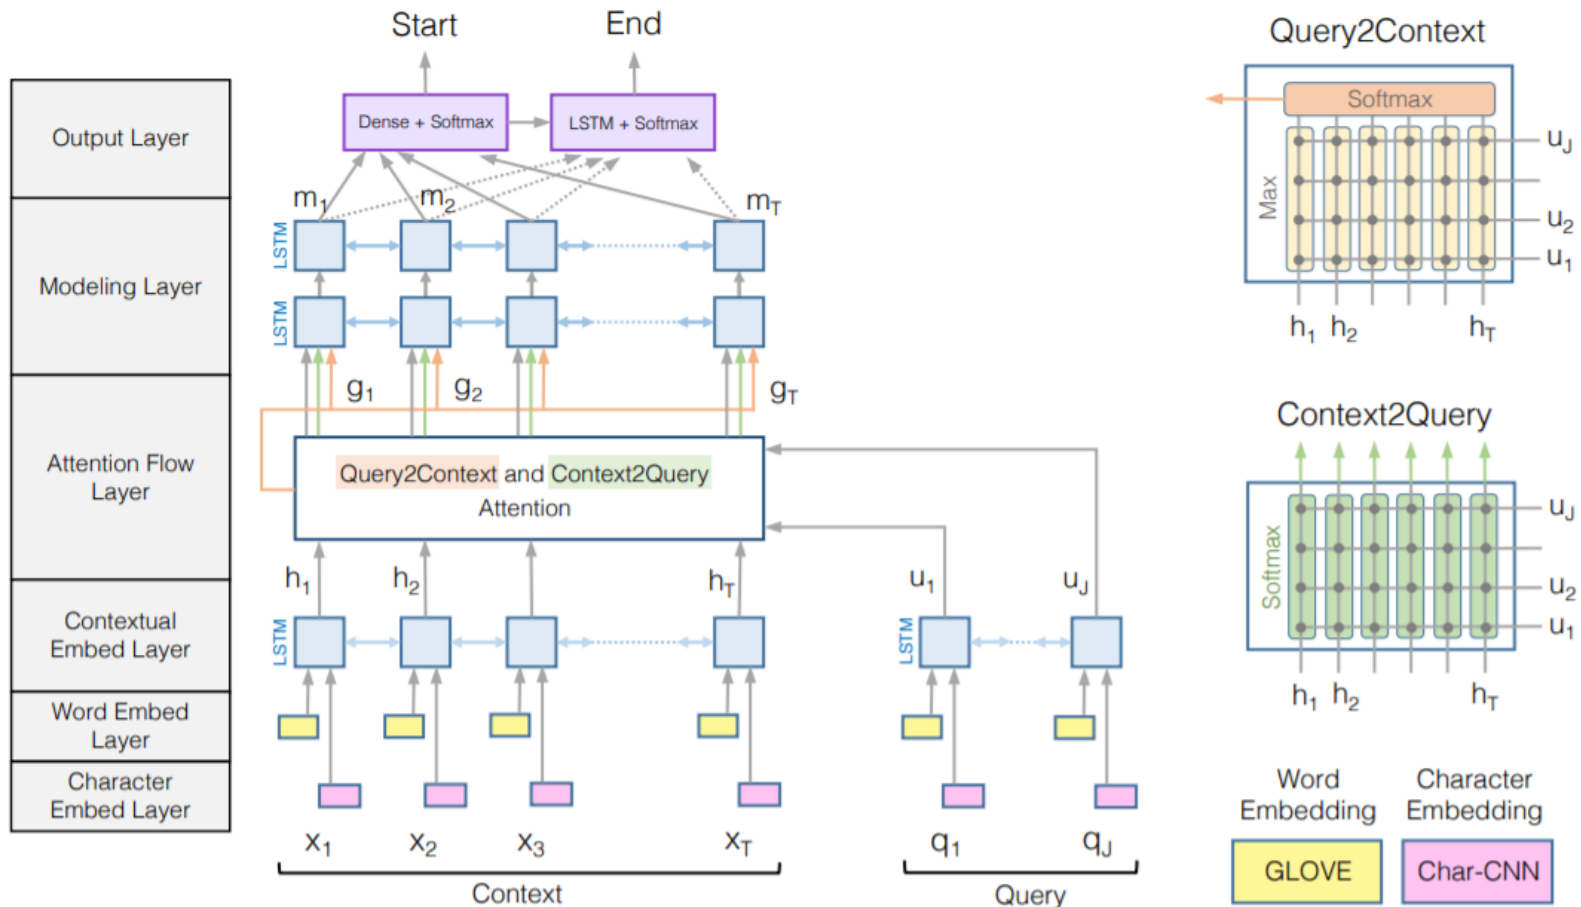 Start
End
Query2Context
Output Layer
Dense + Softmax
LSTM + Softmax
Softmax
Max
u_J
u_2
u_1
h_1 h_2 h_T
m_1
m_2
m_T
LSTM
Modeling Layer
LSTM
g_1
g_2
g_T
Attention Flow
Layer
Query2Context and Context2Query
Attention
Context2Query
Softmax
u_J
u_2
u_1
h_1 h_2 h_T
h_1
h_2
h_T
u_1
u_J
Contextual
Embed Layer
LSTM
LSTM
Word Embed
Layer
Character
Embed Layer
x_1
x_2
x_3
x_T
q_1
q_J
Context
Query
Word
Embedding
Character
Embedding
GLOVE
Char-CNN